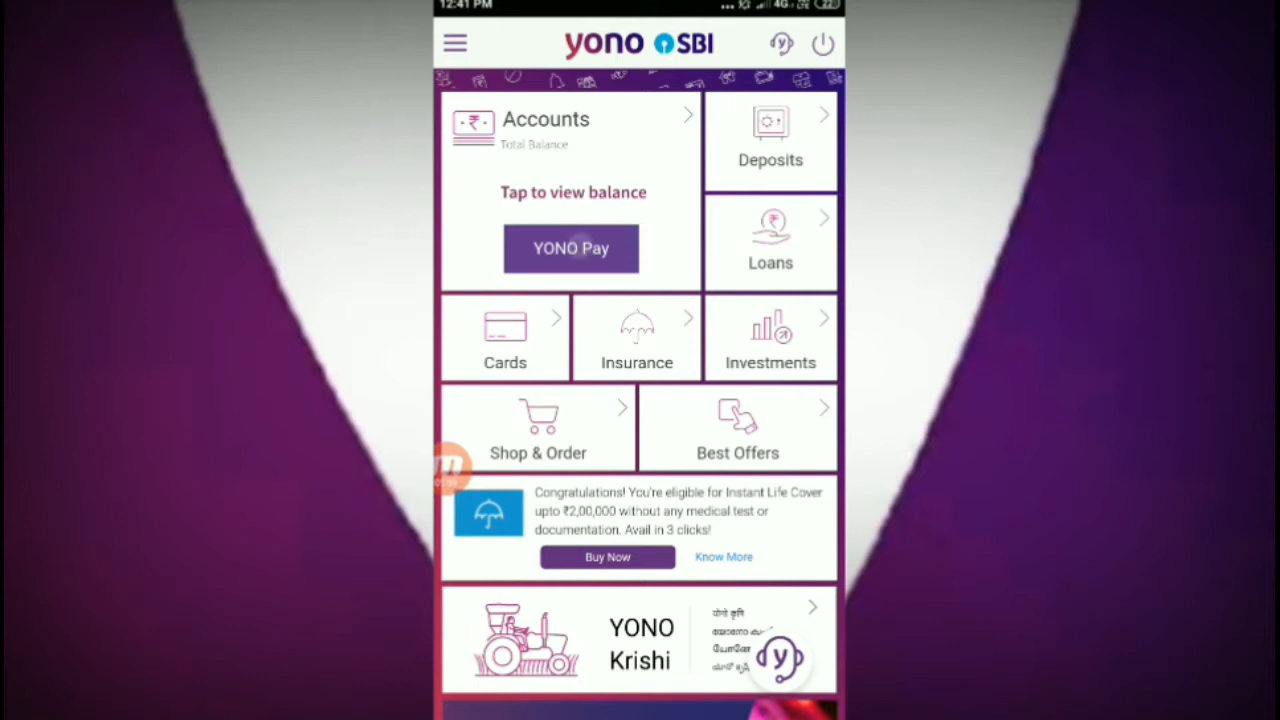 12:41 PM
4G
22
yono SBI
Accounts
Total Balance
Tap to view balance
YONO Pay
Deposits
Loans
Cards
Insurance
Investments
Shop & Order
Best Offers
Congratulations! You're eligible for Instant Life Cover
upto ₹2,00,000 without any medical test or
documentation. Avail in 3 clicks!
Buy Now
Know More
YONO
Krishi
योनो कृषि
y